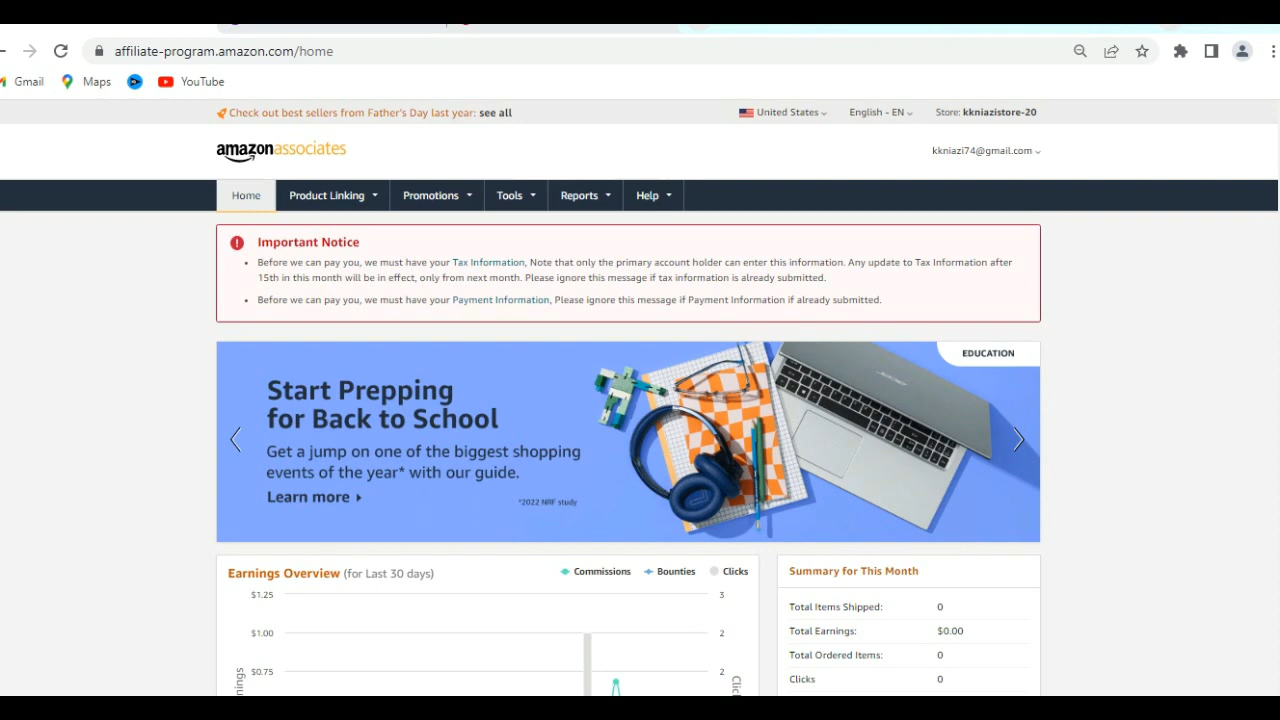 affiliate-program.amazon.com/home
Gmail Maps YouTube
Check out best sellers from Father's Day last year: see all United States English - EN Store: kkniazistore-20
amazonassociates kkniazi74@gmail.com
Home Product Linking Promotions Tools Reports Help
Important Notice
Before we can pay you, we must have your Tax Information, Note that only the primary account holder can enter this information. Any update to Tax Information after
15th in this month will be in effect, only from next month. Please ignore this message if tax information is already submitted.
Before we can pay you, we must have your Payment Information, Please ignore this message if Payment Information if already submitted.
EDUCATION
Start Prepping
for Back to School
Get a jump on one of the biggest shopping
events of the year* with our guide.
Learn more
*2022 NRF study
Earnings Overview (for Last 30 days) Commissions Bounties Clicks
$1.25 3
$1.00 2
$0.75 2
Summary for This Month
Total Items Shipped: 0
Total Earnings: $0.00
Total Ordered Items: 0
Clicks 0